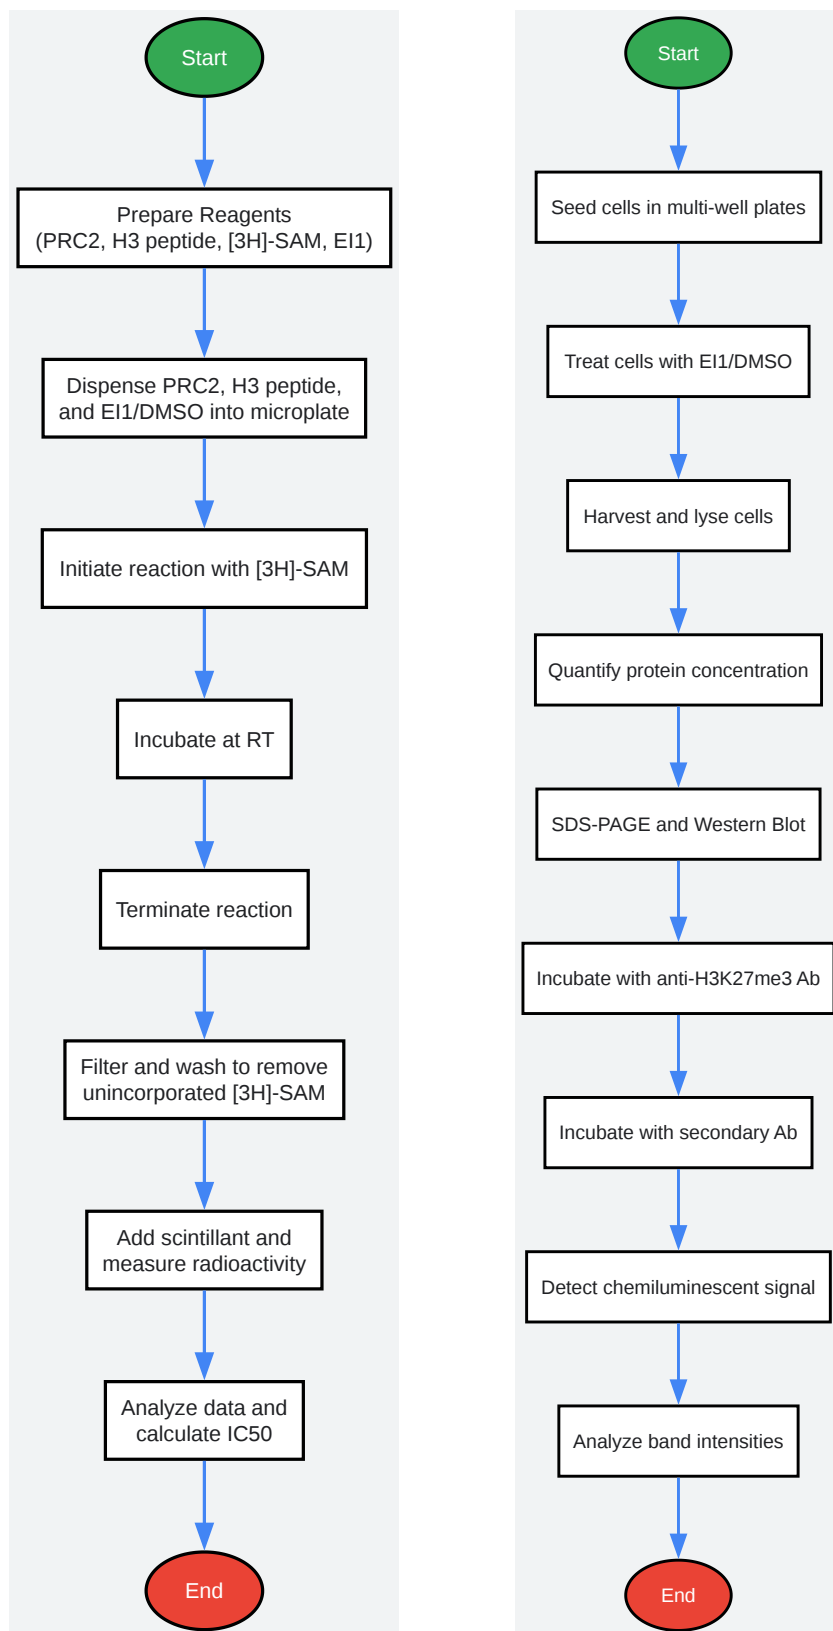 Start
Prepare Reagents
(PRC2, H3 peptide, [3H]-SAM, EI1)
Dispense PRC2, H3 peptide,
and EI1/DMSO into microplate
Initiate reaction with [3H]-SAM
Incubate at RT
Terminate reaction
Filter and wash to remove
unincorporated [3H]-SAM
Add scintillant and
measure radioactivity
Analyze data and
calculate IC50
End
Start
Seed cells in multi-well plates
Treat cells with EI1/DMSO
Harvest and lyse cells
Quantify protein concentration
SDS-PAGE and Western Blot
Incubate with anti-H3K27me3 Ab
Incubate with secondary Ab
Detect chemiluminescent signal
Analyze band intensities
End